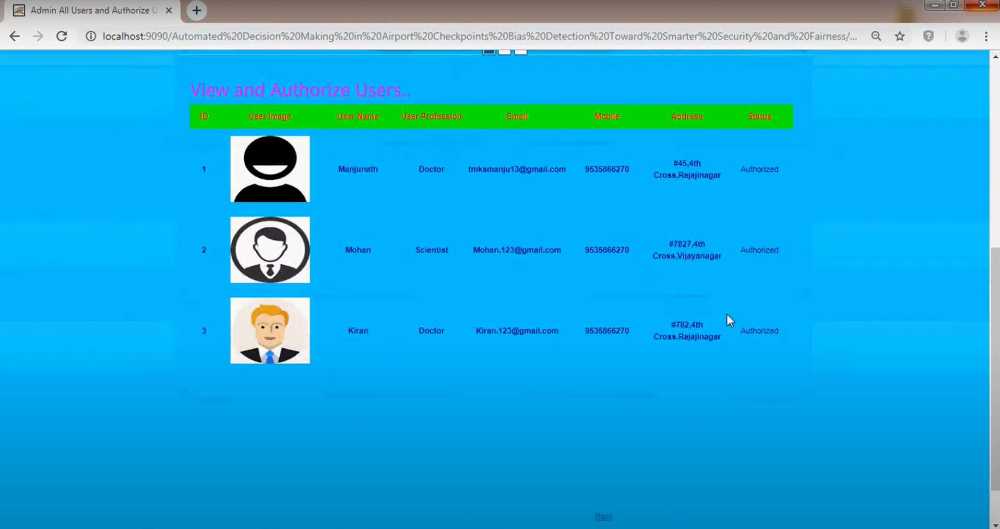 Admin All Users and Authorize U
localhost:9090/Automated%20Decision%20Making%20in%20Airport%20Checkpoints%20Bias%20Detection%20Toward%20Smarter%20Security%20and%20Fairness/...
View and Authorize Users..
ID User Image User Name User Profession Email Mobile Address Status
1 Manjunath Doctor tmksmanju13@gmail.com 9535866270 #45,4th Authorized
Cross,Rajajinagar
2 Mohan Scientist Mohan.123@gmail.com 9535866270 #7827,4th Authorized
Cross.Vijayanagar
3 Kiran Doctor Kiran.123@gmail.com 9535866270 #782,4th Authorized
Cross,Rajajinagar
Back